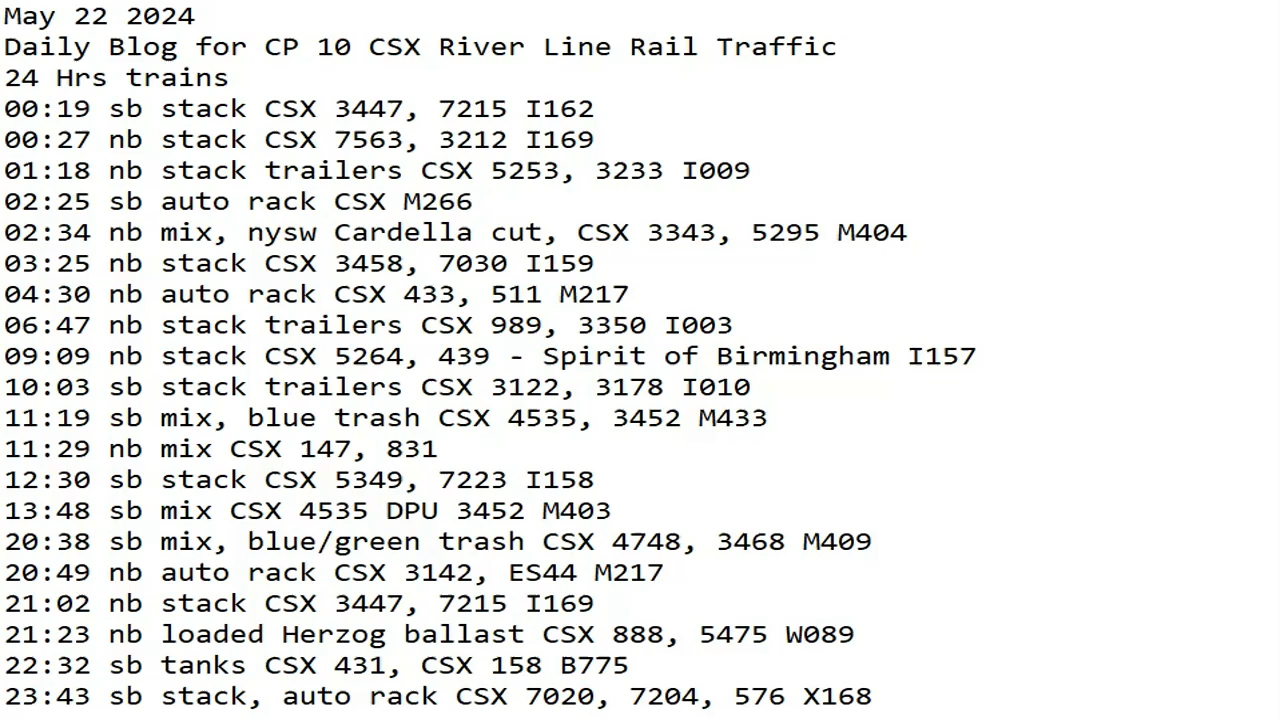 May 22 2024
Daily Blog for CP 10 CSX River Line Rail Traffic
24 Hrs trains
00:19 sb stack CSX 3447, 7215 I162
00:27 nb stack CSX 7563, 3212 I169
01:18 nb stack trailers CSX 5253, 3233 I009
02:25 sb auto rack CSX M266
02:34 nb mix, nysw Cardella cut, CSX 3343, 5295 M404
03:25 nb stack CSX 3458, 7030 I159
04:30 nb auto rack CSX 433, 511 M217
06:47 nb stack trailers CSX 989, 3350 I003
09:09 nb stack CSX 5264, 439 - Spirit of Birmingham I157
10:03 sb stack trailers CSX 3122, 3178 I010
11:19 sb mix, blue trash CSX 4535, 3452 M433
11:29 nb mix CSX 147, 831
12:30 sb stack CSX 5349, 7223 I158
13:48 sb mix CSX 4535 DPU 3452 M403
20:38 sb mix, blue/green trash CSX 4748, 3468 M409
20:49 nb auto rack CSX 3142, ES44 M217
21:02 nb stack CSX 3447, 7215 I169
21:23 nb loaded Herzog ballast CSX 888, 5475 W089
22:32 sb tanks CSX 431, CSX 158 B775
23:43 sb stack, auto rack CSX 7020, 7204, 576 X168